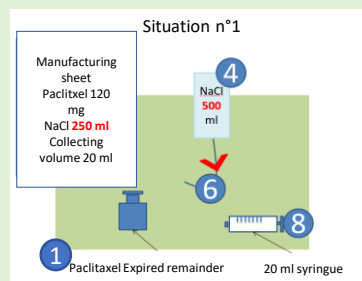 Situation n°1
Manufacturing
sheet
Paclitxel 120
mg
NaCl 250 ml
Collecting
volume 20 ml
4
NaCl
500
ml
6
8
1
Paclitaxel Expired remainder
20 ml syringue